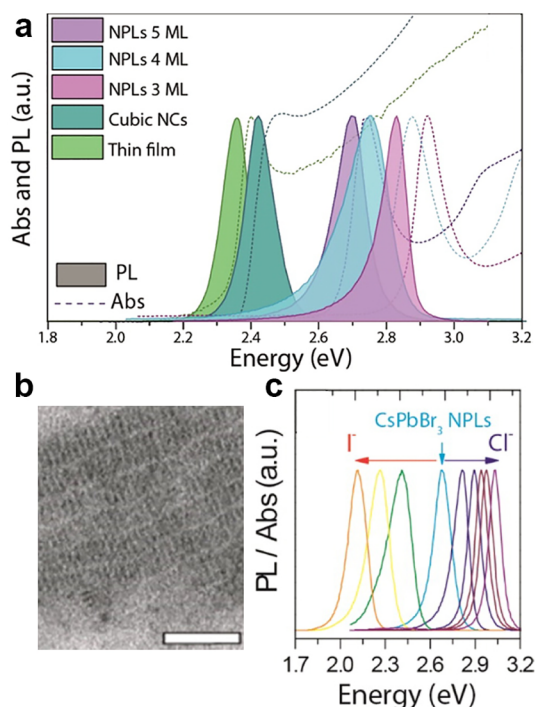 a
NPLs 5 ML
NPLs 4 ML
NPLs 3 ML
Cubic NCs
Thin film
PL
Abs
Abs and PL (a.u.)
1.8 2.0 2.2 2.4 2.6 2.8 3.0 3.2
Energy (eV)
b
c
CsPbBr₃ NPLs
I⁻ Cl⁻
PL / Abs (a.u.)
1.7 2.0 2.3 2.6 2.9 3.2
Energy (eV)